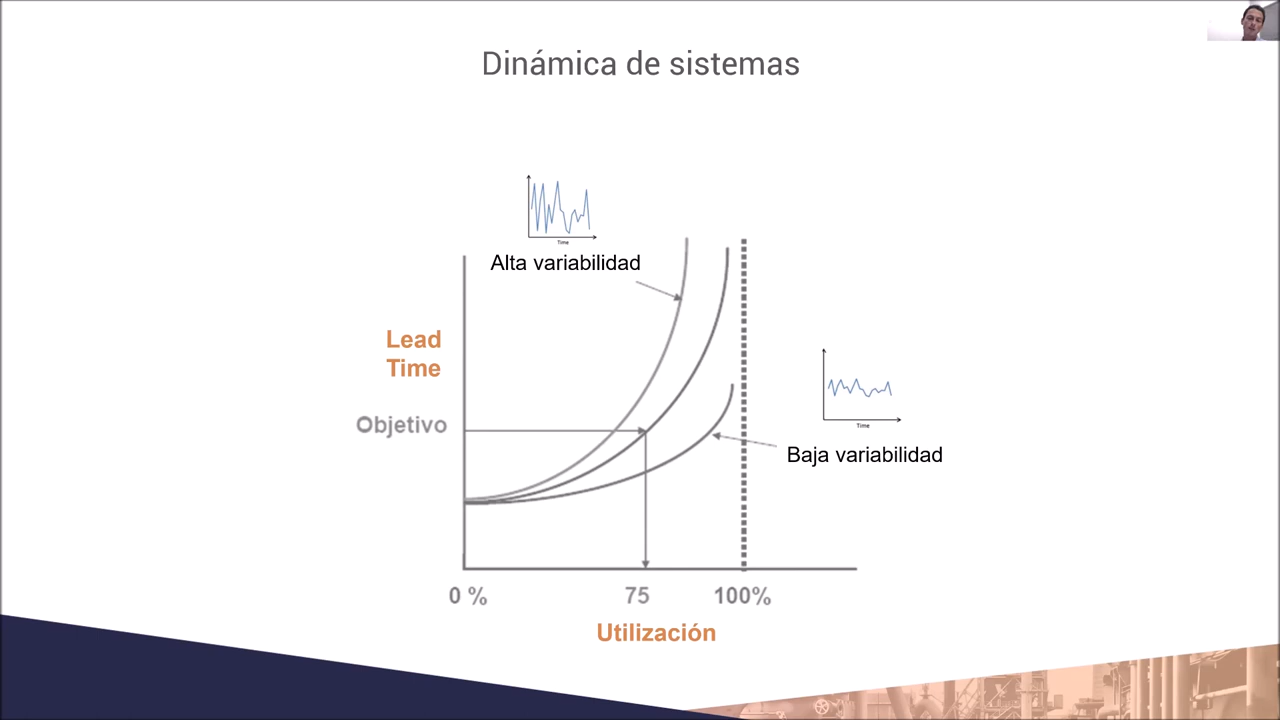 Dinámica de sistemas
Time
Alta variabilidad
Lead
Time
Objetivo
Time
Baja variabilidad
0 %
75
100%
Utilización